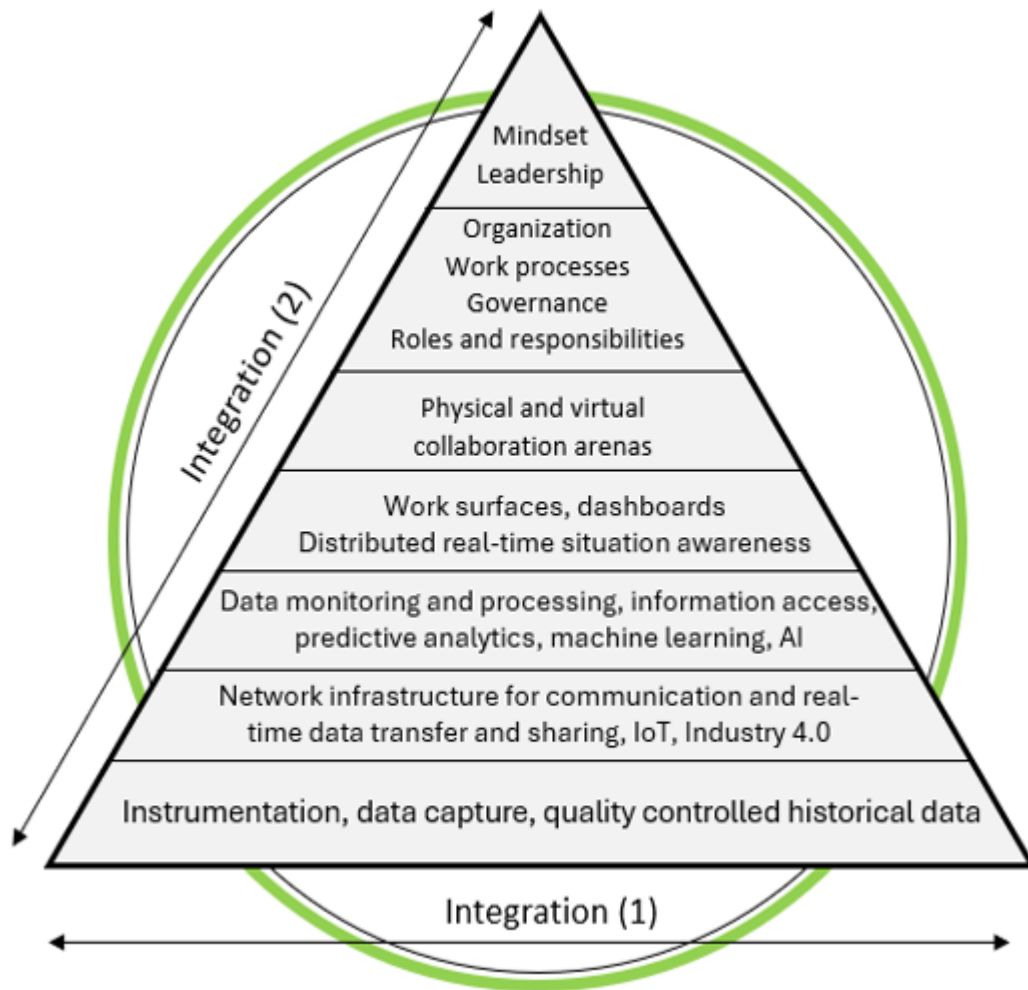 Mindset
Leadership
Organization
Work processes
Governance
Roles and responsibilities
Physical and virtual
collaboration arenas
Work surfaces, dashboards
Distributed real-time situation awareness
Data monitoring and processing, information access,
predictive analytics, machine learning, AI
Network infrastructure for communication and real-
time data transfer and sharing, IoT, Industry 4.0
Instrumentation, data capture, quality controlled historical data
Integration (2)
Integration (1)